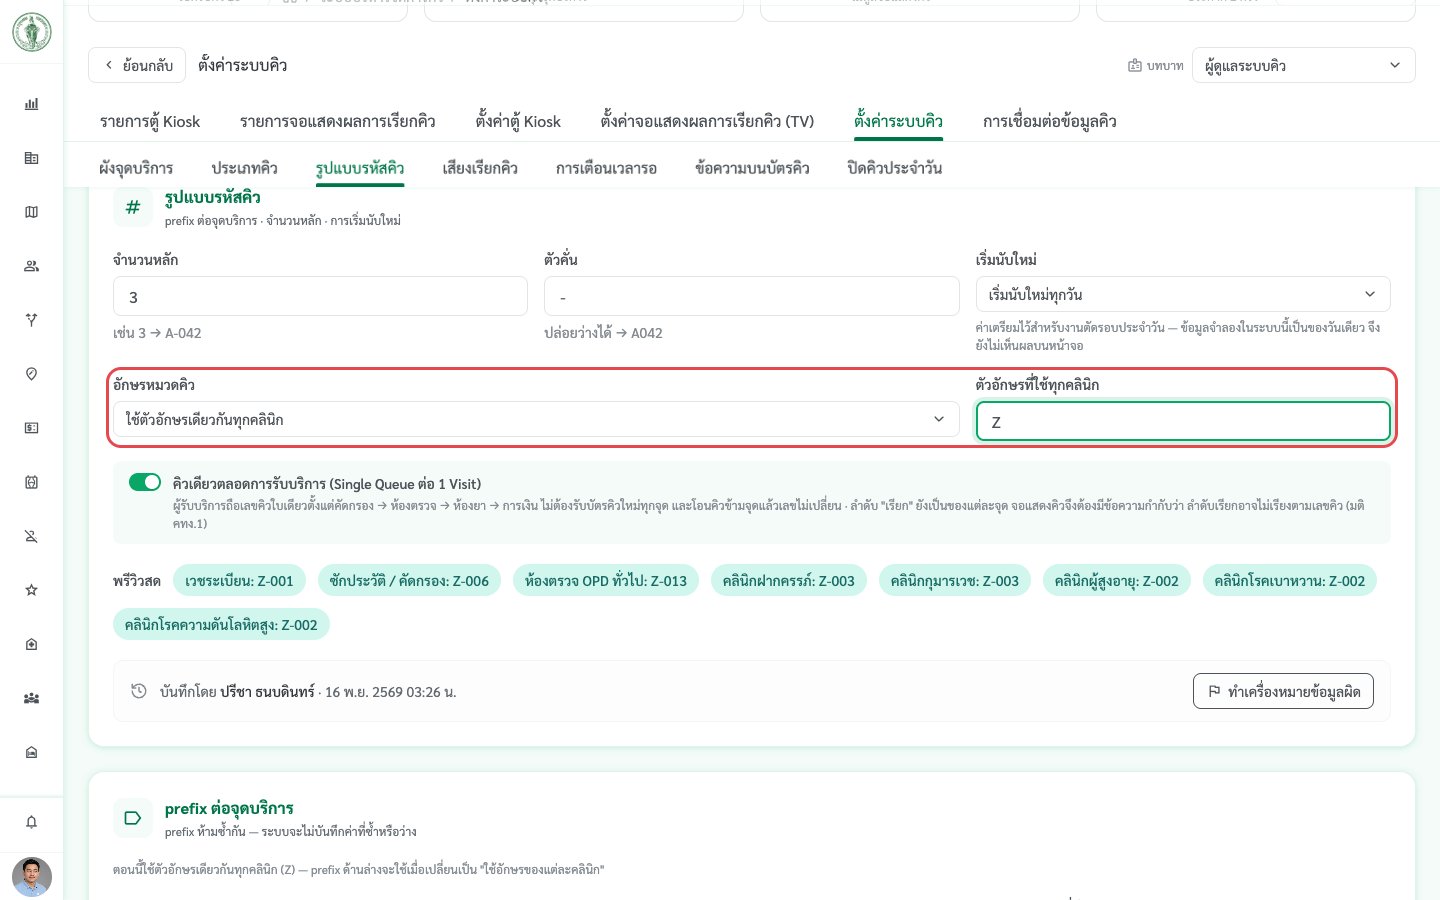 ย้อนกลับ
ตั้งค่าระบบคิว
บทบาท
ผู้ดูแลระบบคิว
รายการตู้ Kiosk
รายการจอแสดงผลการเรียกคิว
ตั้งค่าตู้ Kiosk
ตั้งค่าจอแสดงผลการเรียกคิว (TV)
ตั้งค่าระบบคิว
การเชื่อมต่อข้อมูลคิว
ผังจุดบริการ
ประเภทคิว
รูปแบบรหัสคิว
เสียงเรียกคิว
การเตือนเวลารอ
ข้อความบนบัตรคิว
ปิดคิวประจำวัน
รูปแบบรหัสคิว
prefix ต่อจุดบริการ · จำนวนหลัก · การเริ่มนับใหม่
จำนวนหลัก
ตัวคั่น
เริ่มนับใหม่
3
-
เริ่มนับใหม่ทุกวัน
เช่น 3 → A-042
ปล่อยว่างได้ → A042
ค่าเตรียมไว้สำหรับงานตัดรอบประจำวัน — ข้อมูลจำลองในระบบนี้เป็นของวันเดียว จึง
ยังไม่เห็นผลบนหน้าจอ
อักษรหมวดคิว
ตัวอักษรที่ใช้ทุกคลินิก
ใช้ตัวอักษรเดียวกันทุกคลินิก
Z
คิวเดียวตลอดการรับบริการ (Single Queue ต่อ 1 Visit)
ผู้รับบริการถือเลขคิวใบเดียวตั้งแต่คัดกรอง → ห้องตรวจ → ห้องยา → การเงิน ไม่ต้องรับบัตรคิวใหม่ทุกจุด และโอนคิวข้ามจุดแล้วเลขไม่เปลี่ยน · ลำดับ "เรียก" ยังเป็นของแต่ละจุด จอแสดงคิวจึงต้องมีข้อความกำกับว่า ลำดับเรียกอาจไม่เรียงตามเลขคิว (มติ
คทง.1)
พรีวิวสด
เวชระเบียน: Z-001
ซักประวัติ / คัดกรอง: Z-006
ห้องตรวจ OPD ทั่วไป: Z-013
คลินิกฝากครรภ์: Z-003
คลินิกกุมารเวช: Z-003
คลินิกผู้สูงอายุ: Z-002
คลินิกโรคเบาหวาน: Z-002
คลินิกโรคความดันโลหิตสูง: Z-002
บันทึกโดย ปรีชา ธนบดินทร์ · 16 พ.ย. 2569 03:26 น.
ทำเครื่องหมายข้อมูลผิด
prefix ต่อจุดบริการ
prefix ห้ามซ้ำกัน — ระบบจะไม่บันทึกค่าที่ซ้ำหรือว่าง
ตอนนี้ใช้ตัวอักษรเดียวกันทุกคลินิก (Z) — prefix ด้านล่างจะใช้เมื่อเปลี่ยนเป็น "ใช้อักษรของแต่ละคลินิก"